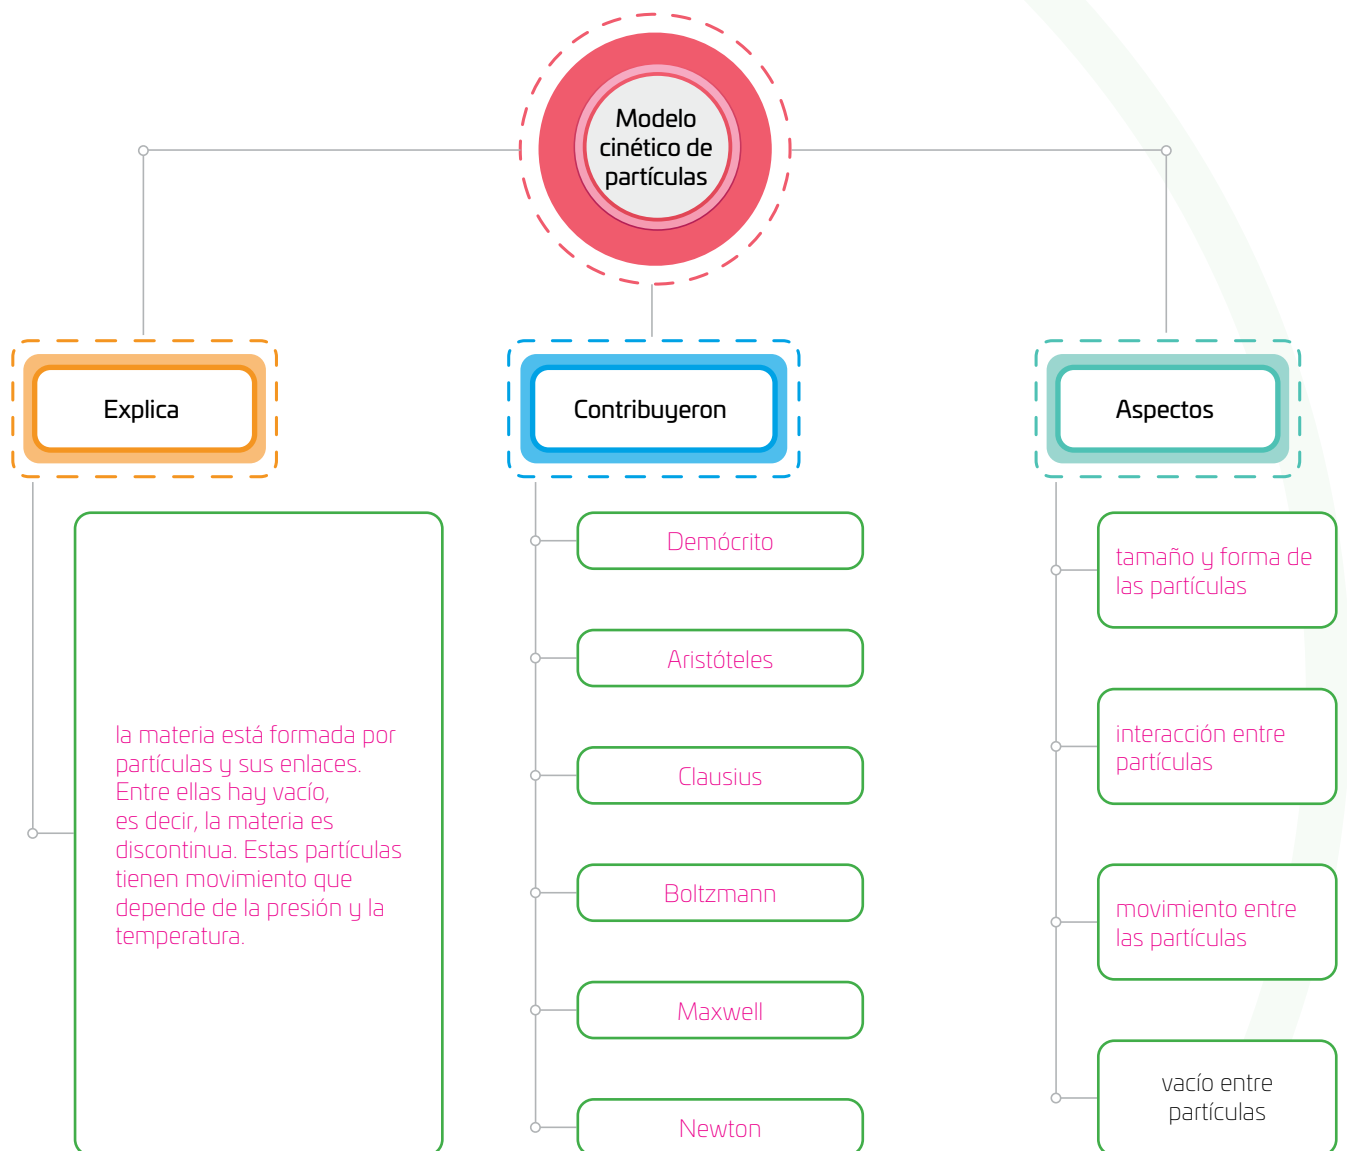 Modelo
cinético de
partículas
Explica
Contribuyeron
Aspectos
la materia está formada por
partículas y sus enlaces.
Entre ellas hay vacío,
es decir, la materia es
discontinua. Estas partículas
tienen movimiento que
depende de la presión y la
temperatura.
Demócrito
Aristóteles
Clausius
Boltzmann
Maxwell
Newton
tamaño y forma de
las partículas
interacción entre
partículas
movimiento entre
las partículas
vacío entre
partículas